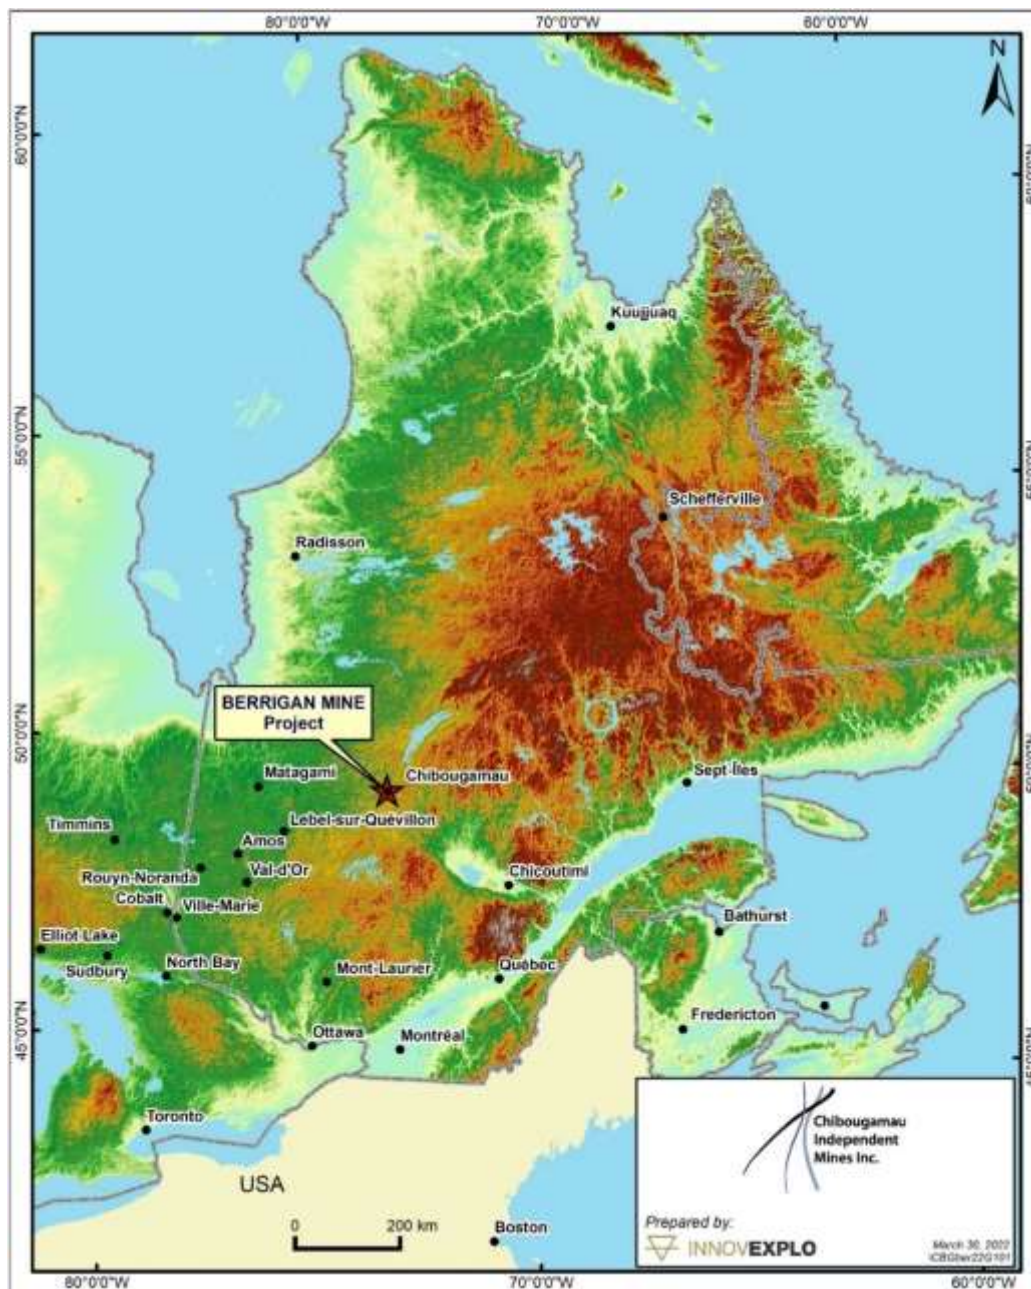 80°0'0"W
70°0'0"W
60°0'0"W
N
60°0'0"N
Kuujjuaq
55°0'0"N
Schefferville
Radisson
BERRIGAN MINE
Project
50°0'0"N
Matagami
Chibougamau
Sept-Îles
Timmins
Lebel-sur-Quévillon
Amos
Rouyn-Noranda
Val-d'Or
Chicoutimi
Cobalt
Ville-Marie
Bathurst
Elliot Lake
Sudbury
North Bay
Mont-Laurier
Québec
45°0'0"N
Ottawa
Montréal
Fredericton
Toronto
USA
Chibougamau
Independent
Mines Inc.
0
200 km
Boston
Prepared by:
INNOVEXPLO
March 30, 2022
80°0'0"W
70°0'0"W
60°0'0"W